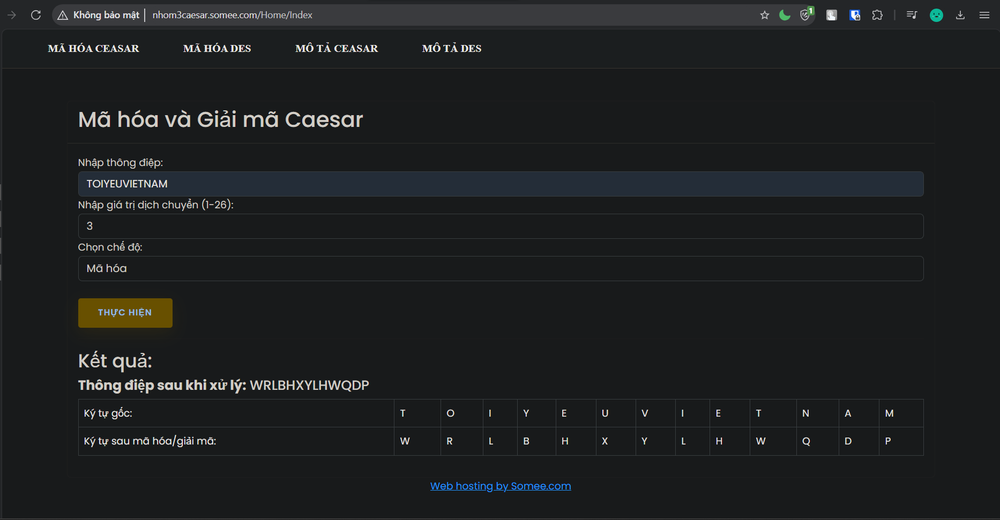 Không bảo mật nhom3caesar.somee.com/Home/Index 1
MÃ HÓA CEASAR MÃ HÓA DES MÔ TẢ CEASAR MÔ TẢ DES
Mã hóa và Giải mã Caesar
Nhập thông điệp:
TOIYEUVIETNAM
Nhập giá trị dịch chuyển (1-26):
3
Chọn chế độ:
Mã hóa
THỰC HIỆN
Kết quả:
Thông điệp sau khi xử lý: WRLBHXYLHWQDP
Ký tự gốc: T O I Y E U V I E T N A M
Ký tự sau mã hóa/giải mã: W R L B H X Y L H W Q D P
Web hosting by Somee.com